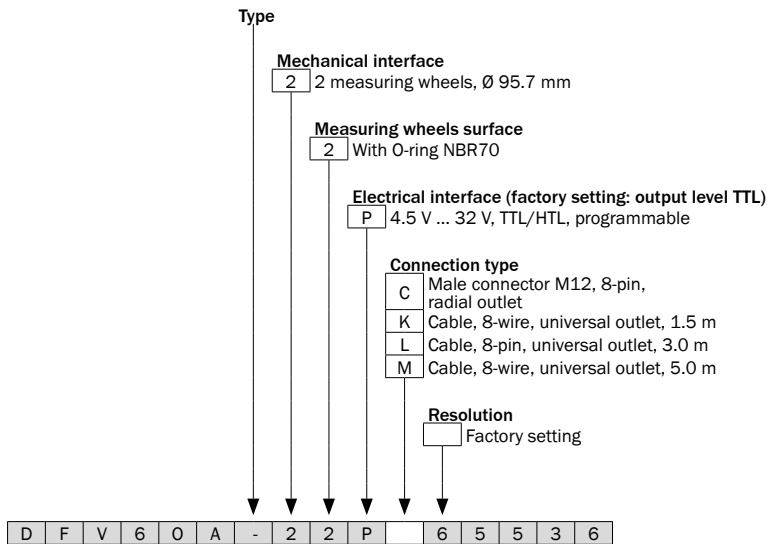 Type
Mechanical interface
2 2 measuring wheels, Ø 95.7 mm
Measuring wheels surface
2 With O-ring NBR70
Electrical interface (factory setting: output level TTL)
P 4.5 V ... 32 V, TTL/HTL, programmable
Connection type
C Male connector M12, 8-pin,
radial outlet
K Cable, 8-wire, universal outlet, 1.5 m
L Cable, 8-pin, universal outlet, 3.0 m
M Cable, 8-wire, universal outlet, 5.0 m
Resolution
Factory setting
D F V 6 0 A - 2 2 P 6 5 5 3 6